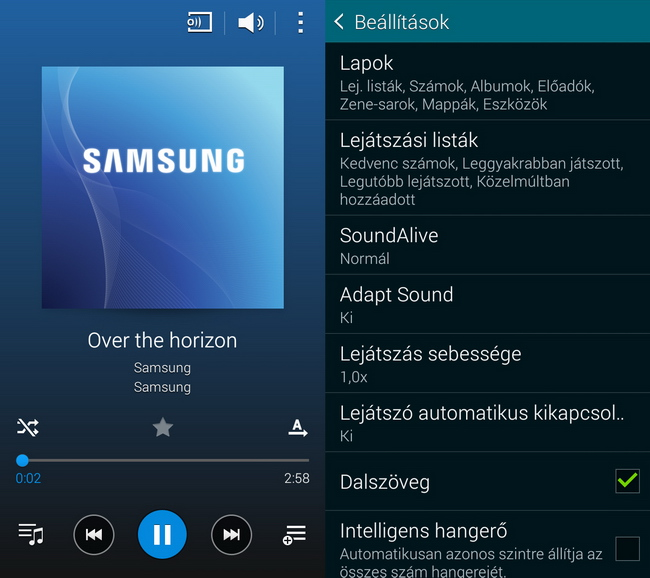 SAMSUNG
Over the horizon
Samsung
Samsung
A
0:02
2:58
Beállítások
Lapok
Lej. listák, Számok, Albumok, Előadók,
Zene-sarok, Mappák, Eszközök
Lejátszási listák
Kedvenc számok, Leggyakrabban játszott,
Legutóbb lejátszott, Közelmúltban
hozzáadott
SoundAlive
Normál
Adapt Sound
Ki
Lejátszás sebessége
1,0x
Lejátszó automatikus kikapcsol..
Ki
Dalszöveg
Intelligens hangerő
Automatikusan azonos szintre állítja az
összes szám hangerejét.